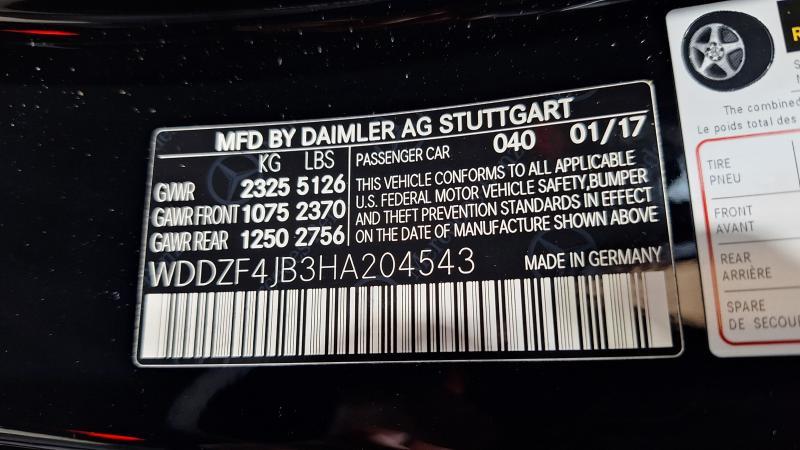 MFD BY DAIMLER AG STUTTGART
KG LBS
GVWR 2325 5126
GAWR FRONT 1075 2370
GAWR REAR 1250 2756
PASSENGER CAR 040 01/17
THIS VEHICLE CONFORMS TO ALL APPLICABLE
U.S. FEDERAL MOTOR VEHICLE SAFETY,BUMPER
AND THEFT PREVENTION STANDARDS IN EFFECT
ON THE DATE OF MANUFACTURE SHOWN ABOVE
WDDZF4JB3HA204543 MADE IN GERMANY
The combined
Le poids total des
TIRE
PNEU
FRONT
AVANT
REAR
ARRIÈRE
SPARE
DE SECOU